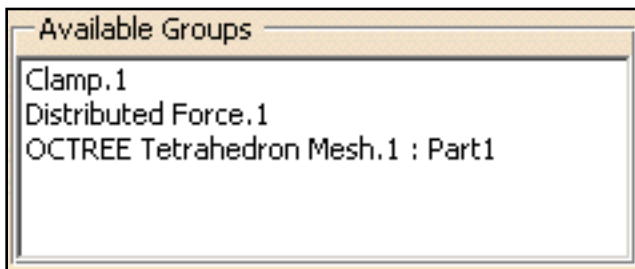 Available Groups
Clamp.1
Distributed Force.1
OCTREE Tetrahedron Mesh.1 : Part1